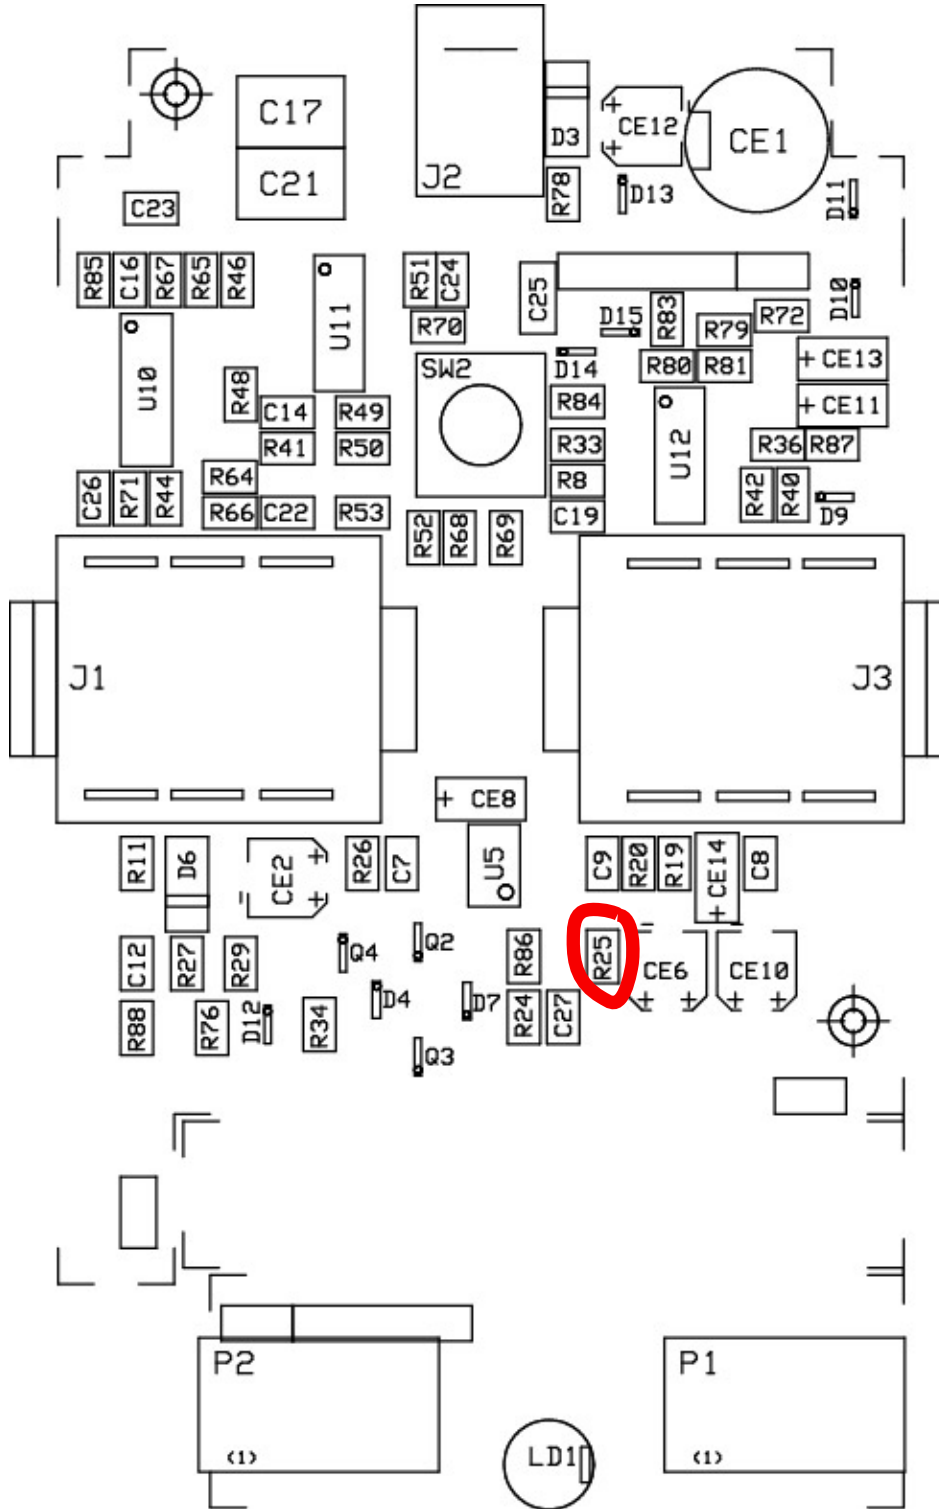 C17
D3
CE12
CE1
J2
C21
R78
D13
D11
C23
R85
C16
R67
R65
R46
U11
R51
C24
C25
D10
R70
D15
R83
R79
R72
U10
SW2
D14
R80
R81
CE13
R48
C14
R49
R84
U12
CE11
R41
R50
R33
R36
R87
R64
R8
C26
R71
R44
R66
C22
R53
C19
R42
R40
D9
R52
R68
R69
J1
J3
CE8
R11
D6
CE2
R26
C7
U5
C9
R20
R19
CE14
C8
C12
R27
R29
Q4
Q2
R86
R25
CE6
CE10
D4
D7
R88
R76
D12
R34
R24
C27
Q3
P2
P1
(1)
LD1
(1)